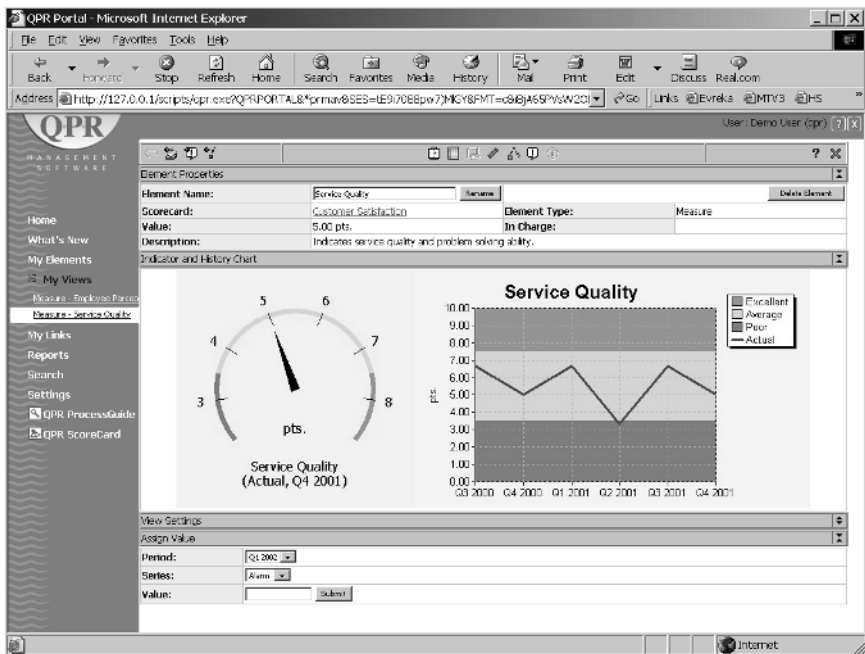 QPR Portal - Microsoft Internet Explorer
File Edit View Favorites Tools Help
Back Forward Stop Refresh Home Search Favorites Media History Mail Print Edit Discuss Real.com
Address Go Links Evreka MTV3 HS
User: Demo User (qpr) [?][X]
QPR
MANAGEMENT
SOFTWARE
Home
What's New
My Elements
My Views
Measure - Employee Percep
Measure - Service Quality
My Links
Reports
Search
Settings
QPR ProcessGuide
QPR ScoreCard
Element Properties
Element Name: Service Quality Rename Delete Element
Scorecard: Customer Satisfaction Element Type: Measure
Value: 5.00 pts. In Charge:
Description: Indicates service quality and problem solving ability.
Indicator and History Chart
3 4 5 6 7 8
pts.
Service Quality
(Actual, Q4 2001)
Service Quality
Excellent
Average
Poor
Actual
pts.
10.00
9.00
8.00
7.00
6.00
5.00
4.00
3.00
2.00
1.00
0.00
Q3 2000 Q4 2000 Q1 2001 Q2 2001 Q3 2001 Q4 2001
View Settings
Assign Value
Period: Q1 2002
Series: Alarm
Value: Submit
Internet